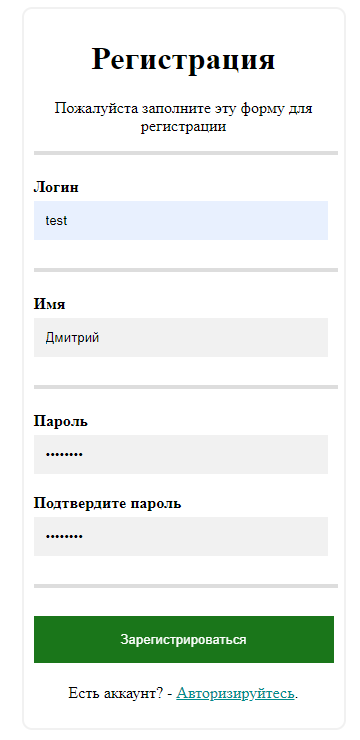 Регистрация
Пожалуйста заполните эту форму для
регистрации
Логин
test
Имя
Дмитрий
Пароль
••••••••
Подтвердите пароль
••••••••
Зарегистрироваться
Есть аккаунт? - Авторизируйтесь.